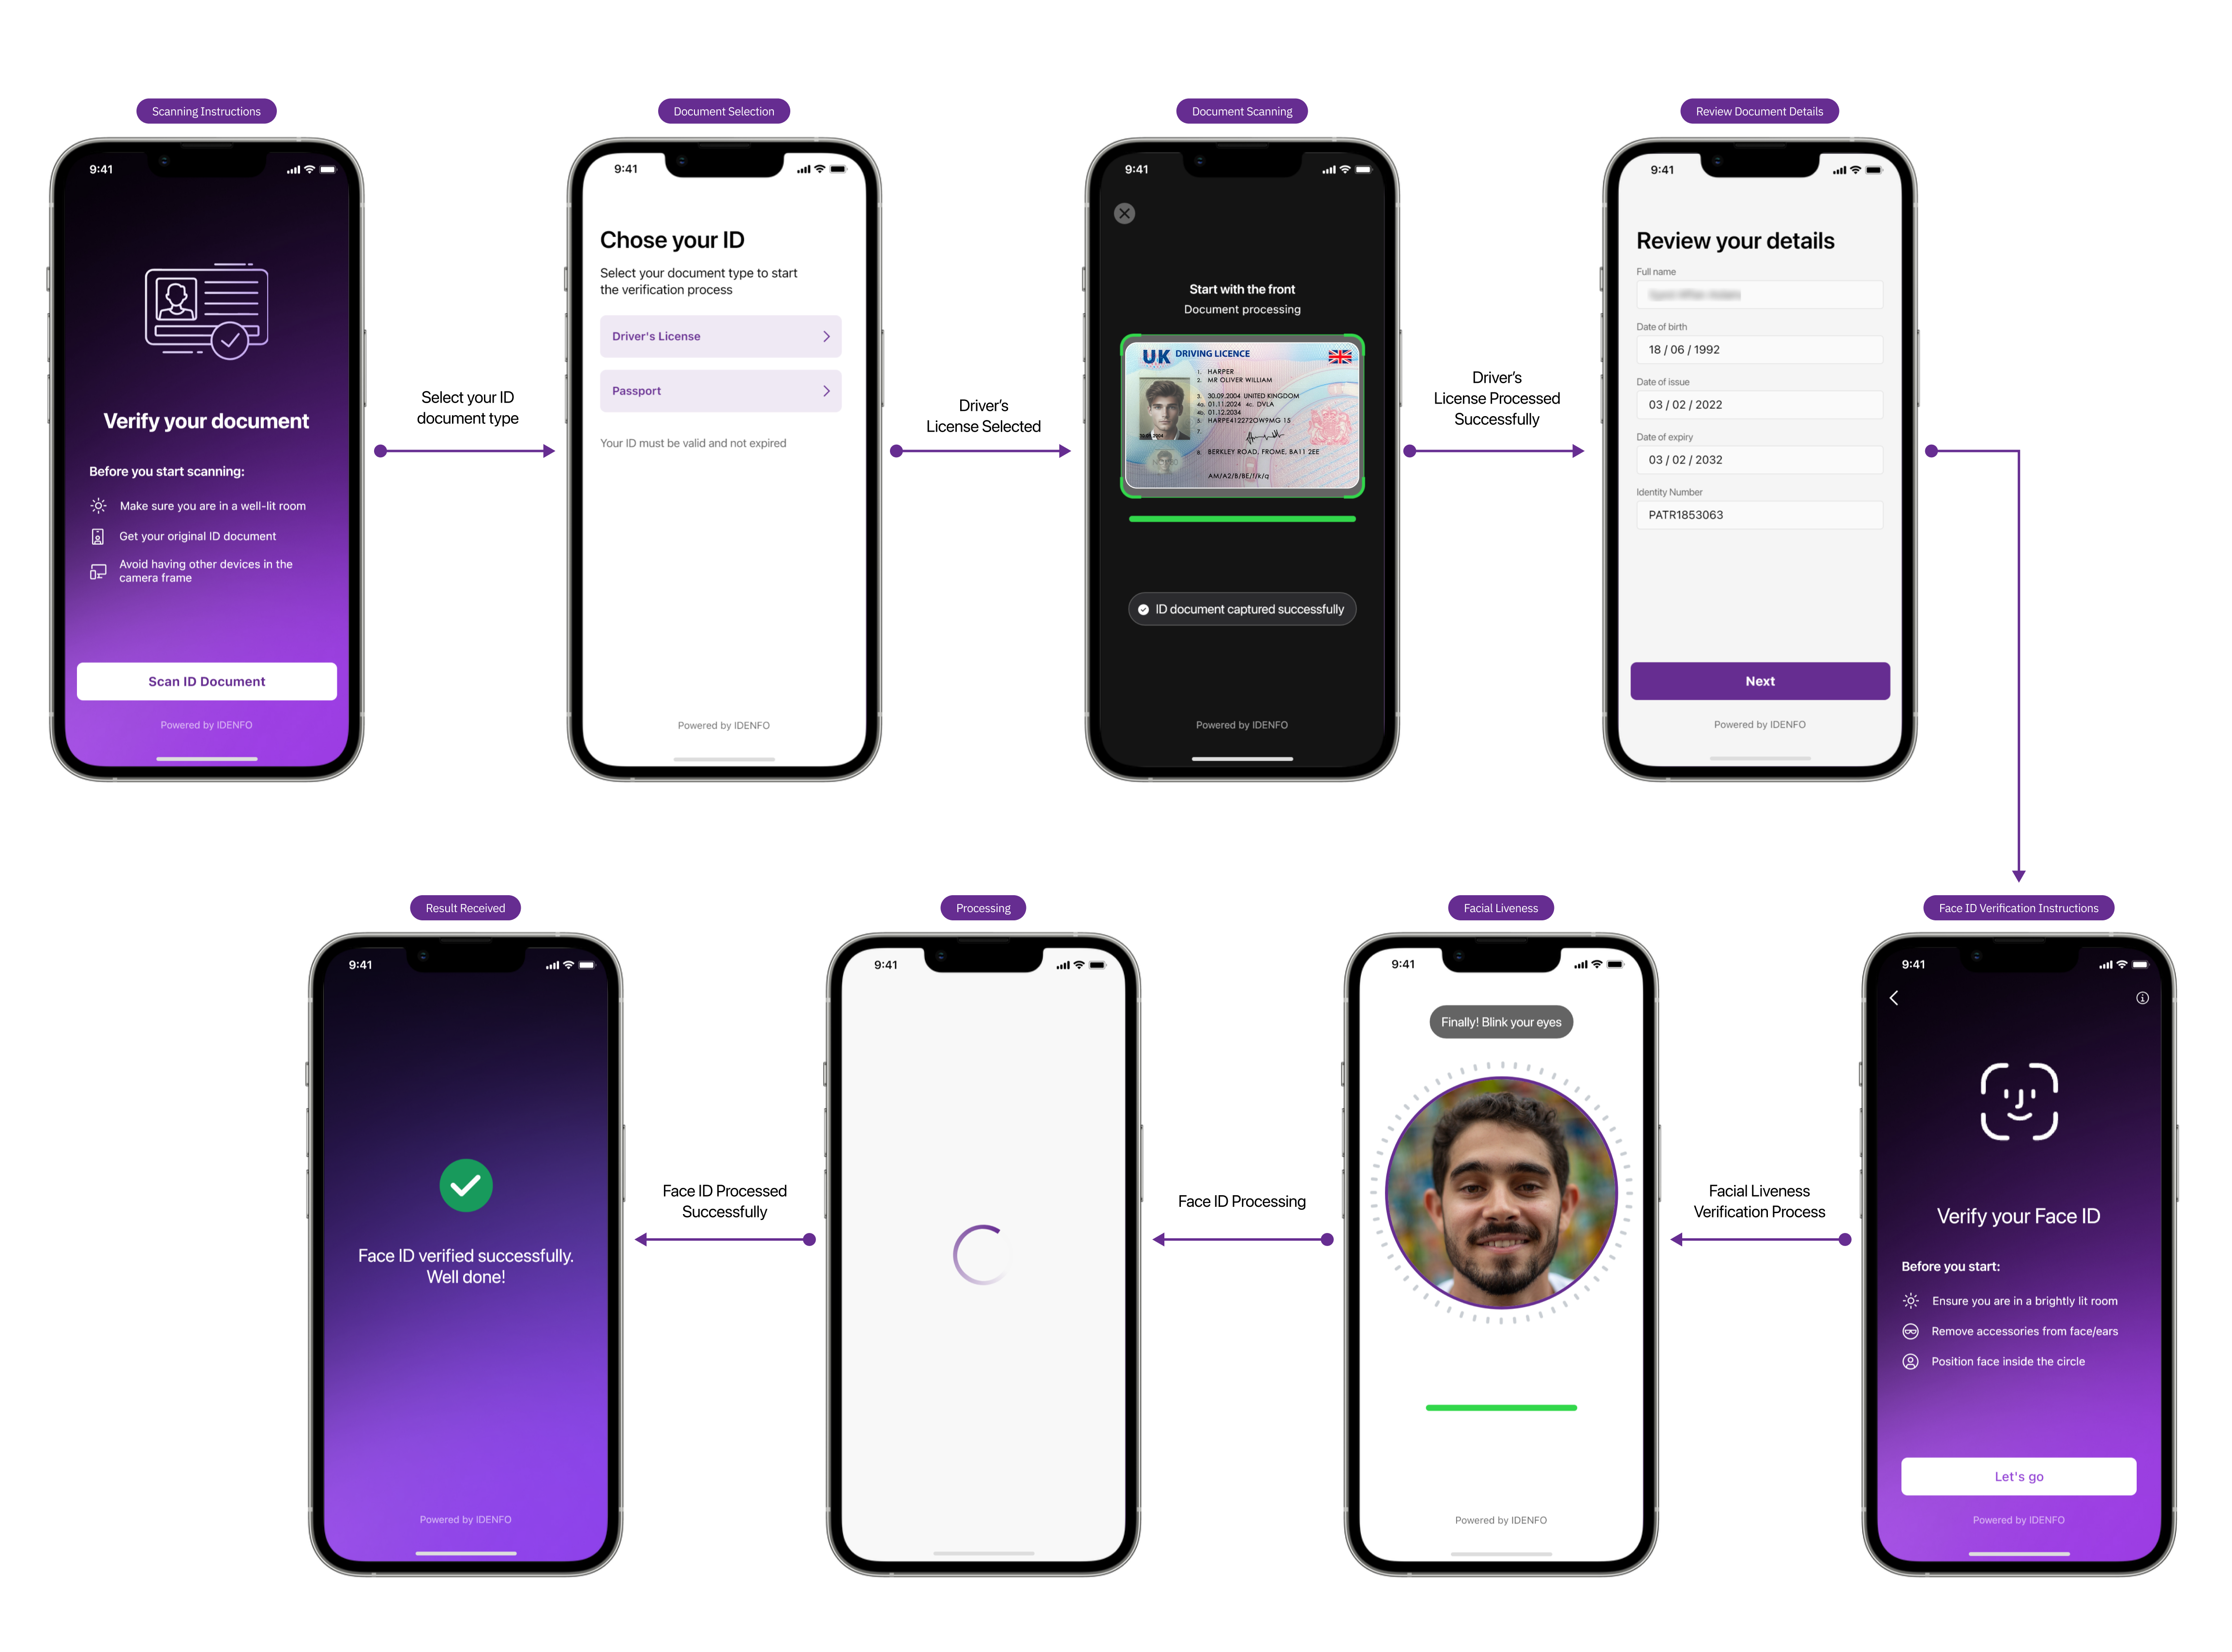 Scanning Instructions
9:41
Verify your document
Before you start scanning:
Make sure you are in a well-lit room
Get your original ID document
Avoid having other devices in the
camera frame
Scan ID Document
Powered by IDENFO
Select your ID
document type
Document Selection
9:41
Chose your ID
Select your document type to start
the verification process
Driver's License
Passport
Your ID must be valid and not expired
Powered by IDENFO
Driver's
License Selected
Document Scanning
9:41
Start with the front
Document processing
UK DRIVING LICENCE
1. HARPER
2. MR OLIVER WILLIAM
3. 30.09.2004 UNITED KINGDOM
4a. 01.11.2024 4c. DVLA
4b. 01.12.2034
5. HARPE412272OW9MG 15
7.
8. BERKLEY ROAD, FROME, BA11 2EE
AM/A2/B/BE/f/k/q
ID document captured successfully
Powered by IDENFO
Driver's
License Processed
Successfully
Review Document Details
9:41
Review your details
Full name
Date of birth
18 / 06 / 1992
Date of issue
03 / 02 / 2022
Date of expiry
03 / 02 / 2032
Identity Number
PATR1853063
Next
Powered by IDENFO
Face ID Verification Instructions
9:41
Verify your Face ID
Before you start:
Ensure you are in a brightly lit room
Remove accessories from face/ears
Position face inside the circle
Let's go
Powered by IDENFO
Facial Liveness
Verification Process
Facial Liveness
9:41
Finally! Blink your eyes
Powered by IDENFO
Face ID Processing
Processing
9:41
Face ID Processed
Successfully
Result Received
9:41
Face ID verified successfully.
Well done!
Powered by IDENFO